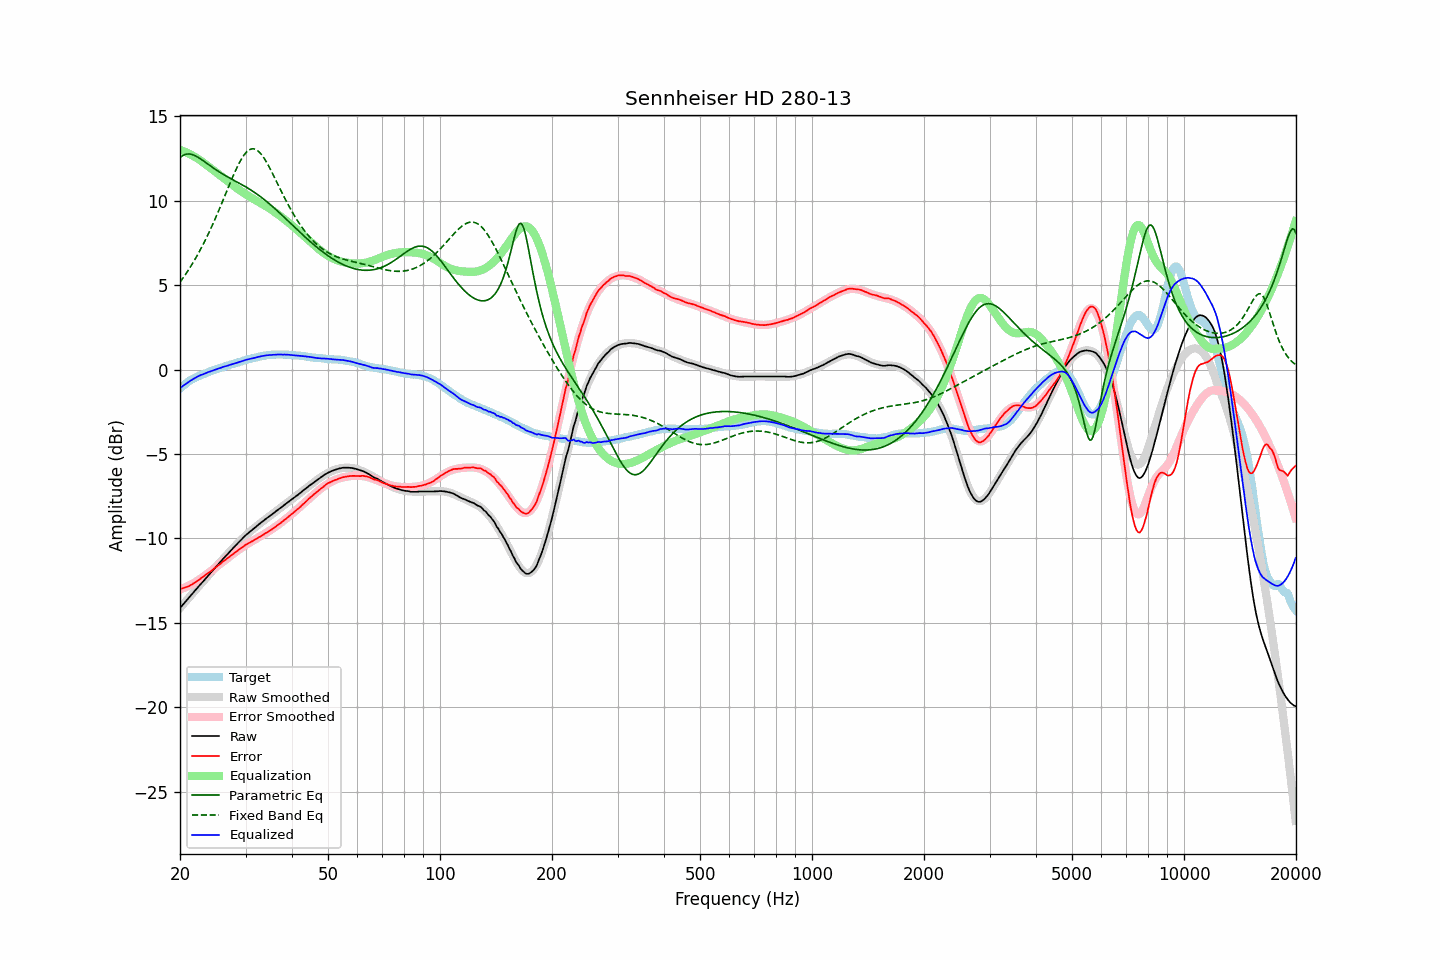 Sennheiser HD 280-13
15
10
5
0
−5
−10
−15
−20
−25
Amplitude (dBr)
Target
Raw Smoothed
Error Smoothed
Raw
Error
Equalization
Parametric Eq
Fixed Band Eq
Equalized
20 50 100 200 500 1000 2000 5000 10000 20000
Frequency (Hz)